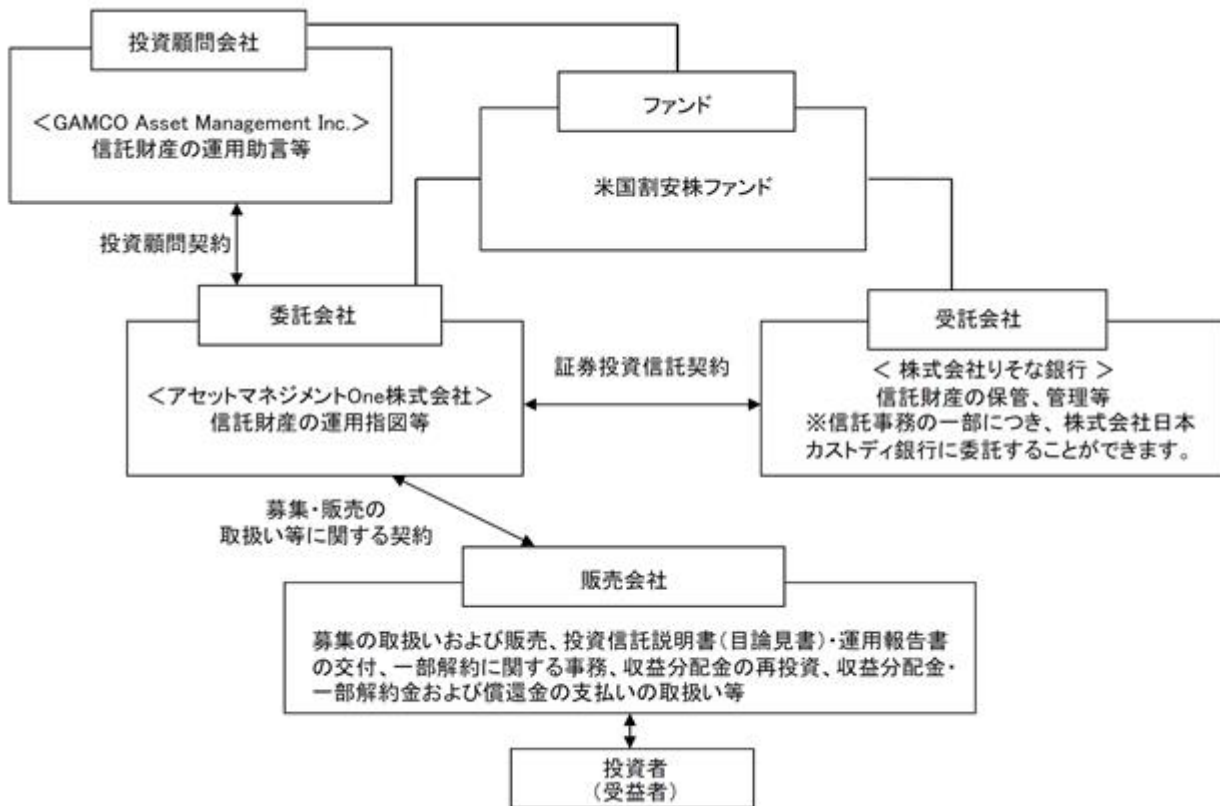 投資顧問会社
＜GAMCO Asset Management Inc.＞
信託財産の運用助言等
ファンド
米国割安株ファンド
投資顧問契約
委託会社
＜アセットマネジメントOne株式会社＞
信託財産の運用指図等
証券投資信託契約
受託会社
＜ 株式会社りそな銀行 ＞
信託財産の保管、管理等
※信託事務の一部につき、株式会社日本
カストディ銀行に委託することができます。
募集・販売の
取扱い等に関する契約
販売会社
募集の取扱いおよび販売、投資信託説明書（目論見書）・運用報告書
の交付、一部解約に関する事務、収益分配金の再投資、収益分配金・
一部解約金および償還金の支払いの取扱い等
投資者
（受益者）